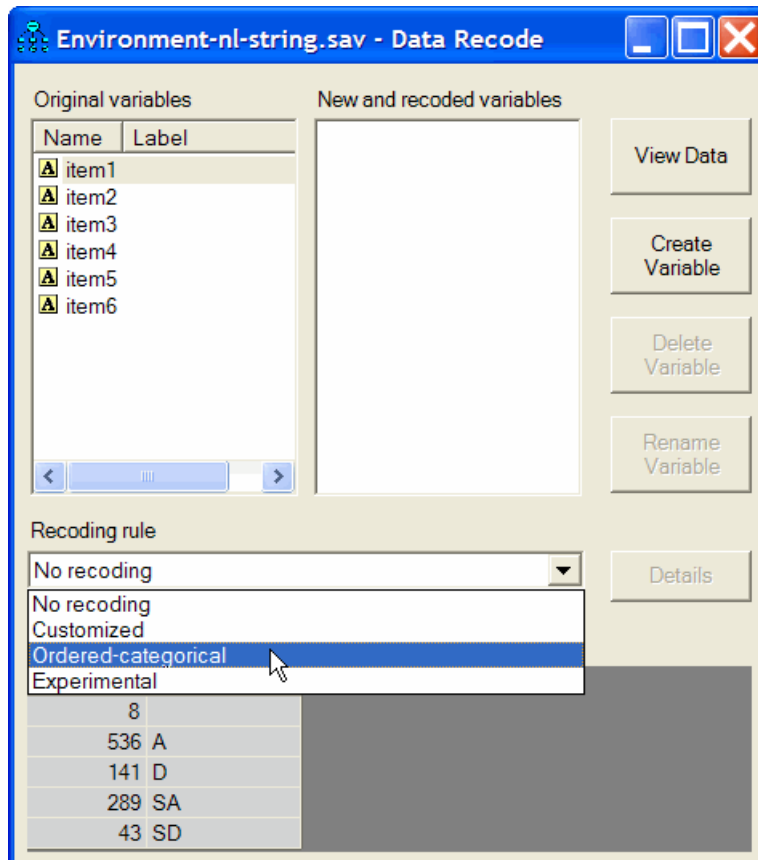 Environment-nl-string.sav - Data Recode
Original variables
New and recoded variables
Name Label
A item1
A item2
A item3
A item4
A item5
A item6
View Data
Create
Variable
Delete
Variable
Rename
Variable
Recoding rule
No recoding
Details
No recoding
Customized
Ordered-categorical
Experimental
8
536 A
141 D
289 SA
43 SD